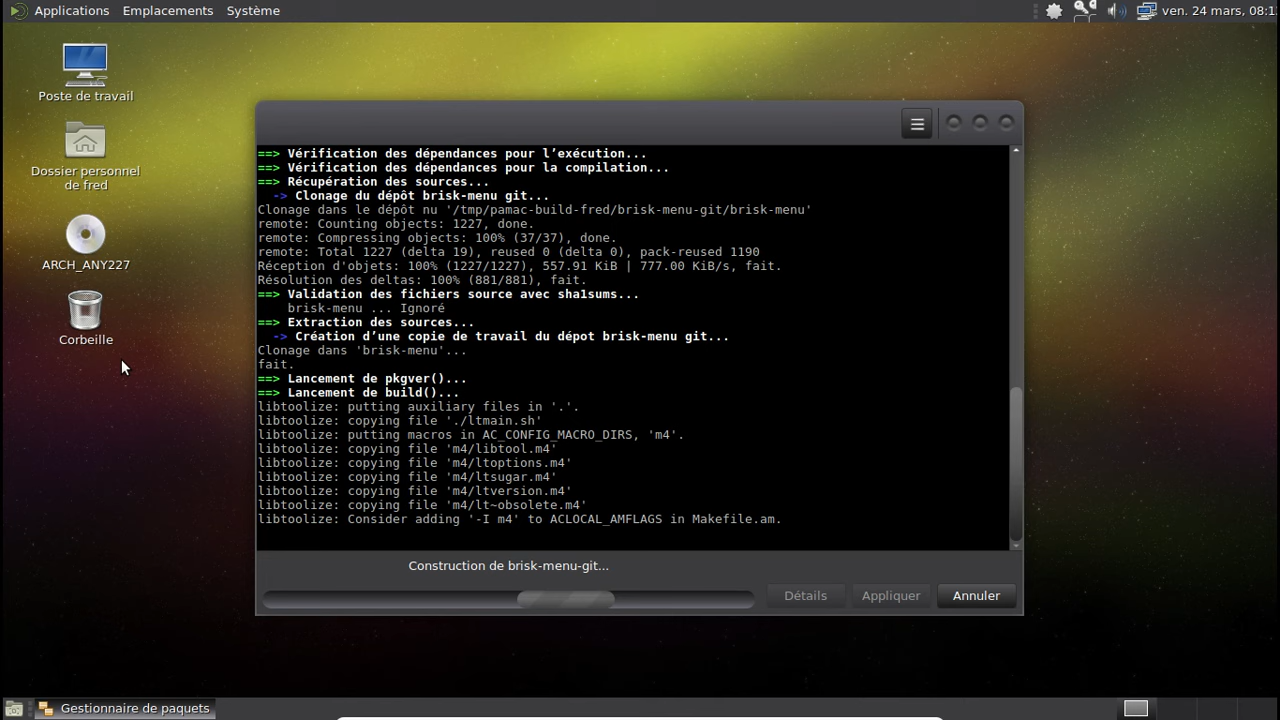 Applications Emplacements Système
ven. 24 mars, 08:1
Poste de travail
Dossier personnel
de fred
ARCH_ANY227
Corbeille
==> Vérification des dépendances pour l’exécution...
==> Vérification des dépendances pour la compilation...
==> Récupération des sources...
-> Clonage du dépôt brisk-menu git...
Clonage dans le dépôt nu '/tmp/pamac-build-fred/brisk-menu-git/brisk-menu'
remote: Counting objects: 1227, done.
remote: Compressing objects: 100% (37/37), done.
remote: Total 1227 (delta 19), reused 0 (delta 0), pack-reused 1190
Réception d'objets: 100% (1227/1227), 557.91 KiB | 777.00 KiB/s, fait.
Résolution des deltas: 100% (881/881), fait.
==> Validation des fichiers source avec sha1sums...
brisk-menu ... Ignoré
==> Extraction des sources...
-> Création d’une copie de travail du dépot brisk-menu git...
Clonage dans 'brisk-menu'...
fait.
==> Lancement de pkgver()...
==> Lancement de build()...
libtoolize: putting auxiliary files in '.'.
libtoolize: copying file './ltmain.sh'
libtoolize: putting macros in AC_CONFIG_MACRO_DIRS, 'm4'.
libtoolize: copying file 'm4/libtool.m4'
libtoolize: copying file 'm4/ltoptions.m4'
libtoolize: copying file 'm4/ltsugar.m4'
libtoolize: copying file 'm4/ltversion.m4'
libtoolize: copying file 'm4/lt~obsolete.m4'
libtoolize: Consider adding '-I m4' to ACLOCAL_AMFLAGS in Makefile.am.
Construction de brisk-menu-git...
Détails Appliquer Annuler
Gestionnaire de paquets